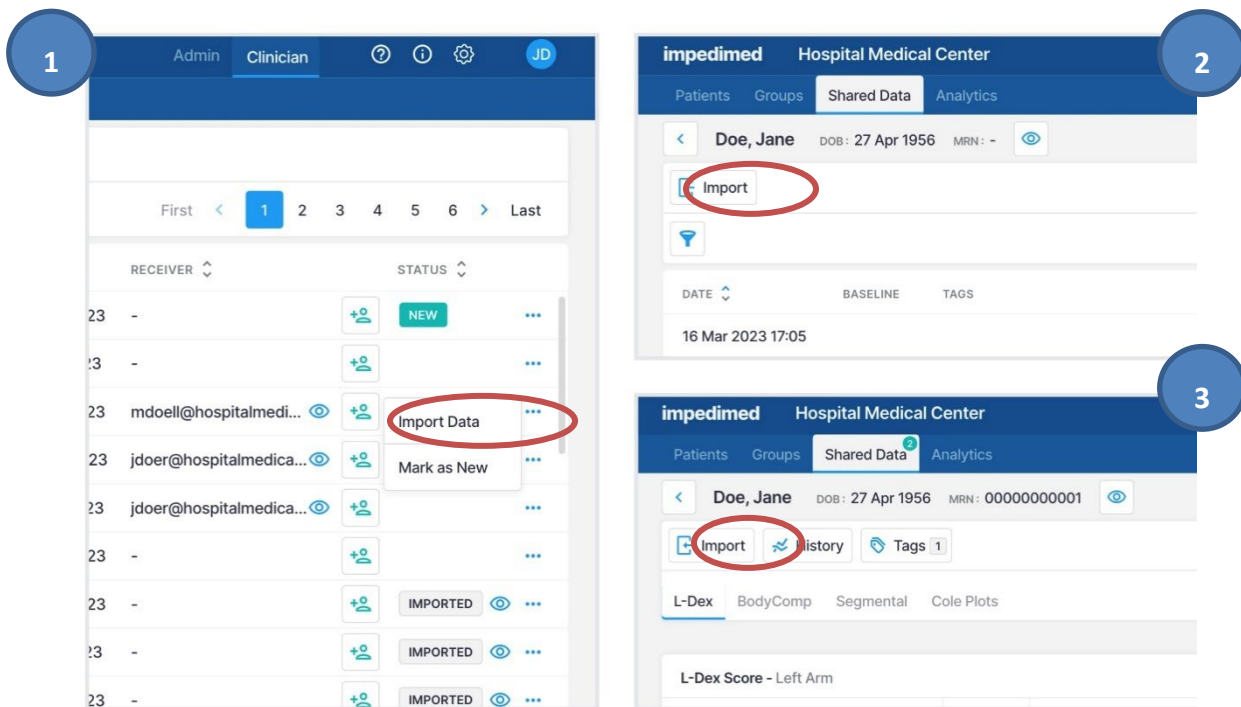 1
Admin Clinician JD
First 1 2 3 4 5 6 Last
RECEIVER STATUS
23 - NEW
23 -
23 mdoell@hospitalmedi...
Import Data
23 jdoer@hospitalmedica...
Mark as New
23 jdoer@hospitalmedica...
23 -
23 - IMPORTED
23 - IMPORTED
23 - IMPORTED
2
impedimed Hospital Medical Center
Patients Groups Shared Data Analytics
Doe, Jane DOB: 27 Apr 1956 MRN: -
Import
DATE BASELINE TAGS
16 Mar 2023 17:05
3
impedimed Hospital Medical Center
Patients Groups Shared Data 2 Analytics
Doe, Jane DOB: 27 Apr 1956 MRN: 00000000001
Import History Tags 1
L-Dex BodyComp Segmental Cole Plots
L-Dex Score - Left Arm